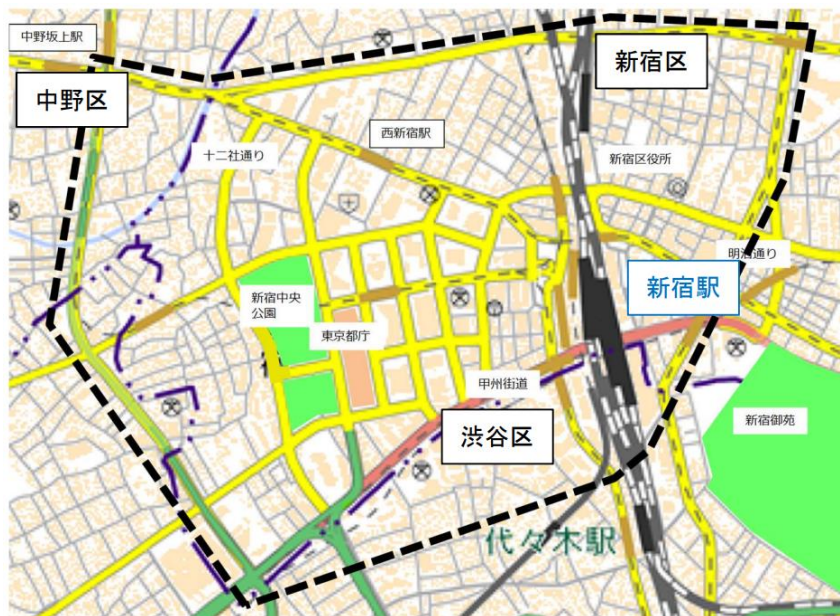 中野坂上駅
新宿区
中野区
西新宿駅
十二社通り
新宿区役所
明治通り
新宿駅
新宿中央
公園
東京都庁
甲州街道
新宿御苑
渋谷区
代々木駅